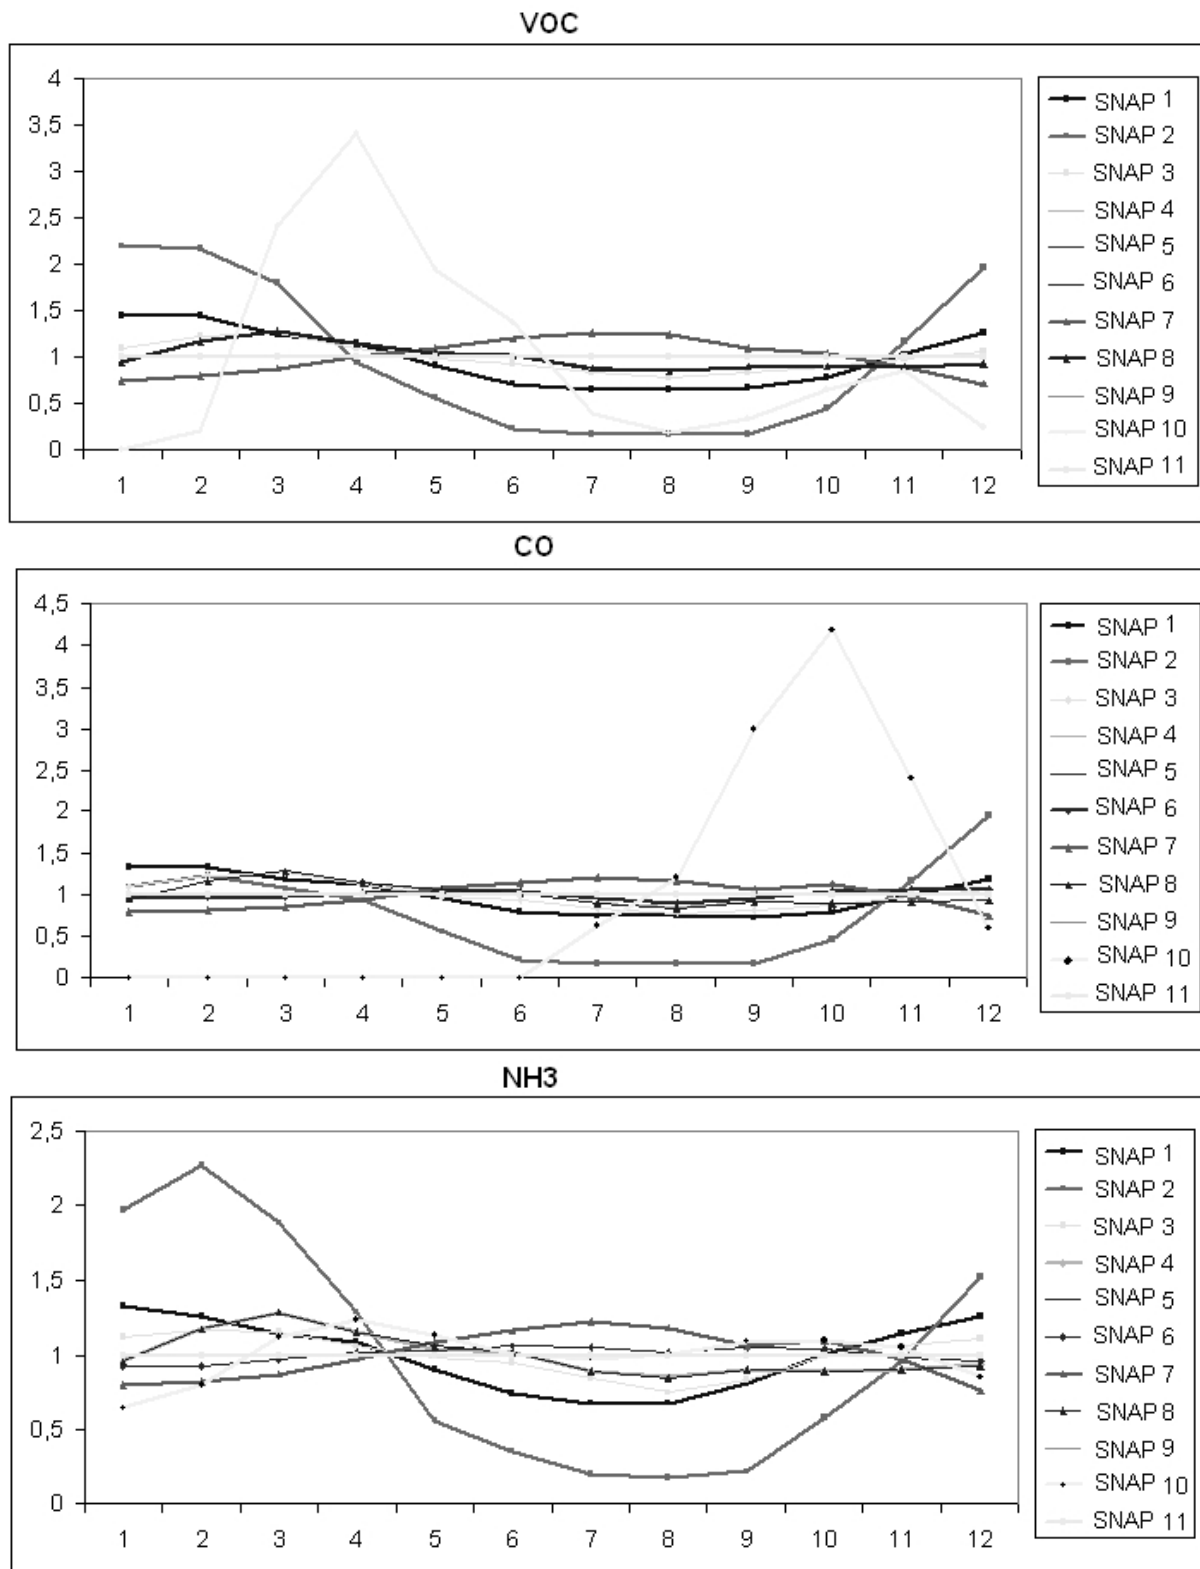 VOC
4
3,5
3
2,5
2
1,5
1
0,5
0
1 2 3 4 5 6 7 8 9 10 11 12
SNAP 1
SNAP 2
SNAP 3
SNAP 4
SNAP 5
SNAP 6
SNAP 7
SNAP 8
SNAP 9
SNAP 10
SNAP 11
CO
4,5
4
3,5
3
2,5
2
1,5
1
0,5
0
1 2 3 4 5 6 7 8 9 10 11 12
SNAP 1
SNAP 2
SNAP 3
SNAP 4
SNAP 5
SNAP 6
SNAP 7
SNAP 8
SNAP 9
SNAP 10
SNAP 11
NH3
2,5
2
1,5
1
0,5
0
1 2 3 4 5 6 7 8 9 10 11 12
SNAP 1
SNAP 2
SNAP 3
SNAP 4
SNAP 5
SNAP 6
SNAP 7
SNAP 8
SNAP 9
SNAP 10
SNAP 11